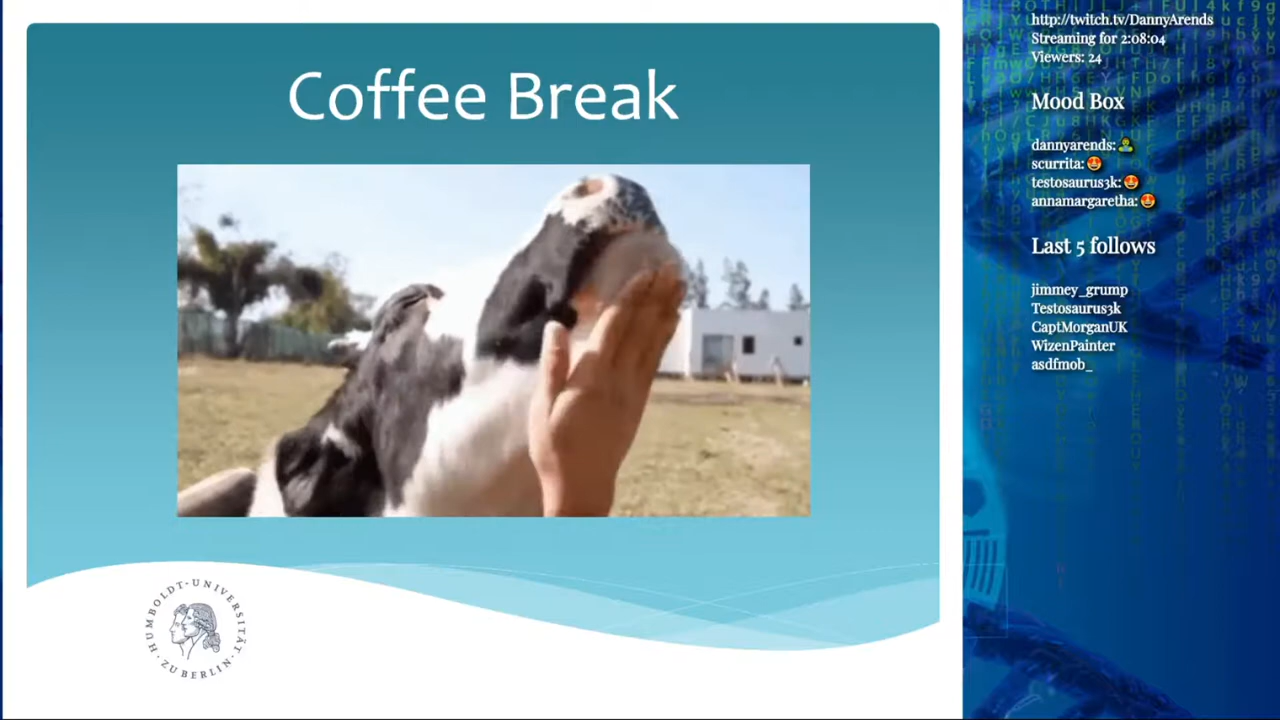 Coffee Break
HUMBOLDT-UNIVERSITÄT
ZU BERLIN
http://twitch.tv/DannyArends
Streaming for 2:08:04
Viewers: 24
Mood Box
dannyarends:
scurrita: 😍
testosaurus3k: 😍
annamargaretha: 😍
Last 5 follows
jimmey_grump
Testosaurus3k
CaptMorganUK
WizenPainter
asdfmob_